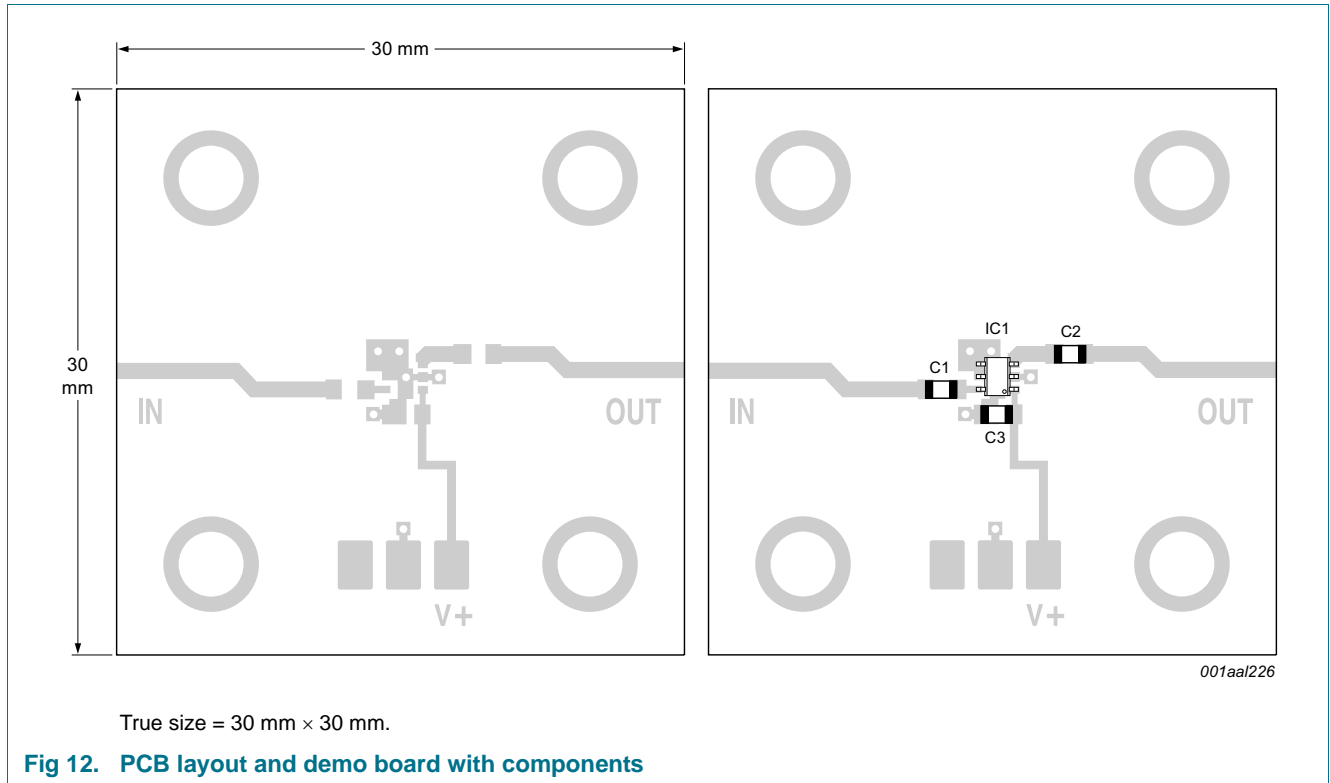 30 mm
30
mm
IN
OUT
V+
IC1
C2
C1
C3
IN
OUT
V+
001aal226
True size = 30 mm × 30 mm.
Fig 12. PCB layout and demo board with components